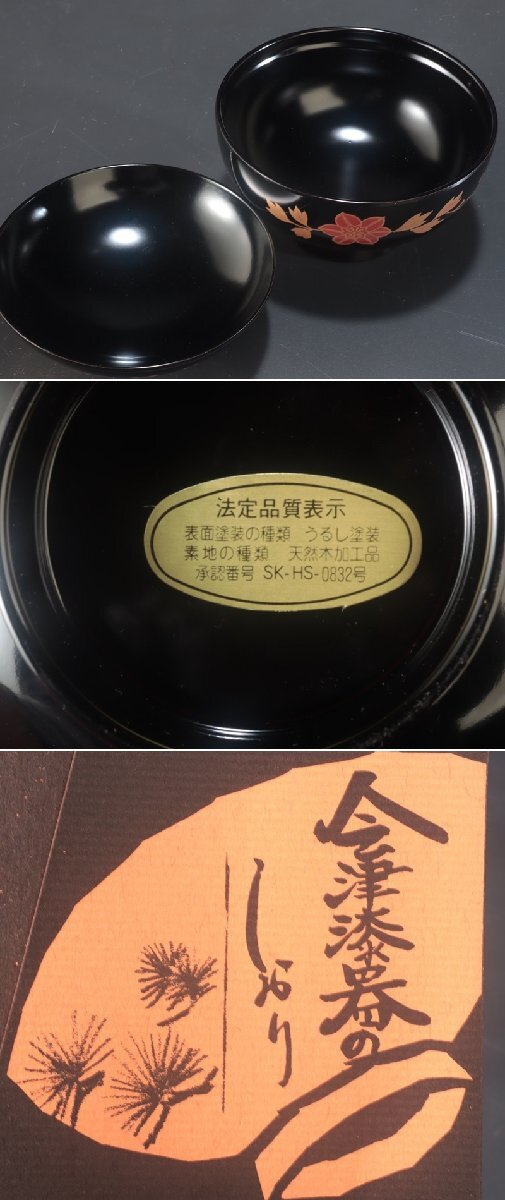 法定品質表示
表面塗装の種類 うるし塗装
素地の種類 天然木加工品
承認番号 SK-HS-0832号
会津漆器の
しおり